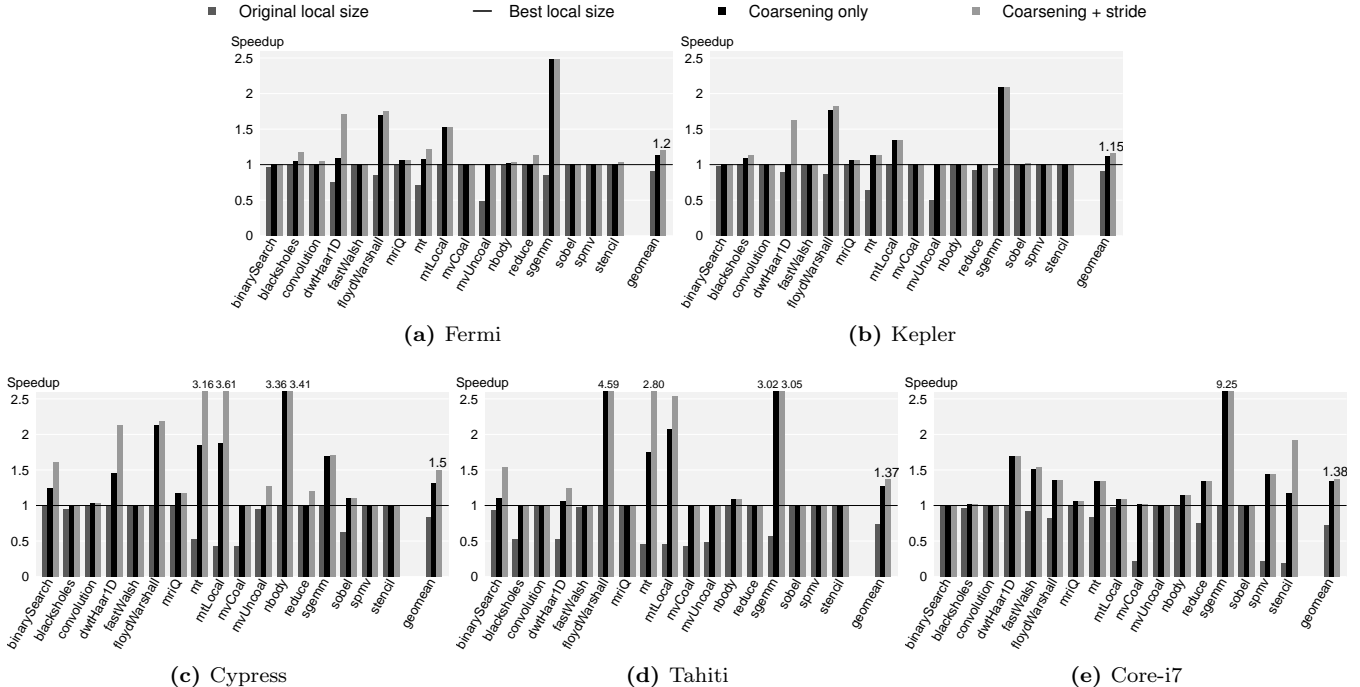 Original local size Best local size Coarsening only Coarsening + stride
Speedup
2.5
2
1.5
1
0.5
0
1.2
binarySearch
blacksholes
convolution
dwtHaar1D
fastWalsh
floydWarshall
mriQ
mt
mtLocal
mvCoal
mvUncoal
nbody
reduce
sgemm
sobel
spmv
stencil
geomean
(a) Fermi
Speedup
2.5
2
1.5
1
0.5
0
1.15
binarySearch
blacksholes
convolution
dwtHaar1D
fastWalsh
floydWarshall
mriQ
mt
mtLocal
mvCoal
mvUncoal
nbody
reduce
sgemm
sobel
spmv
stencil
geomean
(b) Kepler
Speedup
3.16 3.61 3.36 3.41
2.5
2
1.5
1
0.5
0
1.5
binarySearch
blacksholes
convolution
dwtHaar1D
fastWalsh
floydWarshall
mriQ
mt
mtLocal
mvCoal
mvUncoal
nbody
reduce
sgemm
sobel
spmv
stencil
geomean
(c) Cypress
Speedup
4.59 2.80 3.02 3.05
2.5
2
1.5
1
0.5
0
1.37
binarySearch
blacksholes
convolution
dwtHaar1D
fastWalsh
floydWarshall
mriQ
mt
mtLocal
mvCoal
mvUncoal
nbody
reduce
sgemm
sobel
spmv
stencil
geomean
(d) Tahiti
Speedup
9.25
2.5
2
1.5
1
0.5
0
1.38
binarySearch
blacksholes
convolution
dwtHaar1D
fastWalsh
floydWarshall
mriQ
mt
mtLocal
mvCoal
mvUncoal
nbody
reduce
sgemm
sobel
spmv
stencil
geomean
(e) Core-i7